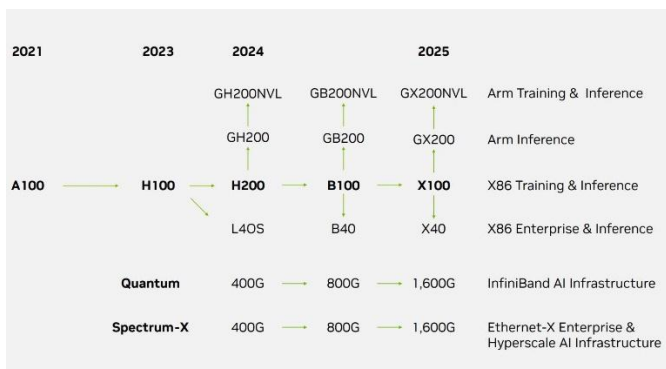 2021 2023 2024 2025
GH200NVL GB200NVL GX200NVL Arm Training & Inference
GH200 GB200 GX200 Arm Inference
A100 H100 H200 B100 X100 X86 Training & Inference
L40S B40 X40 X86 Enterprise & Inference
Quantum 400G 800G 1,600G InfiniBand AI Infrastructure
Spectrum-X 400G 800G 1,600G Ethernet-X Enterprise &
Hyperscale AI Infrastructure